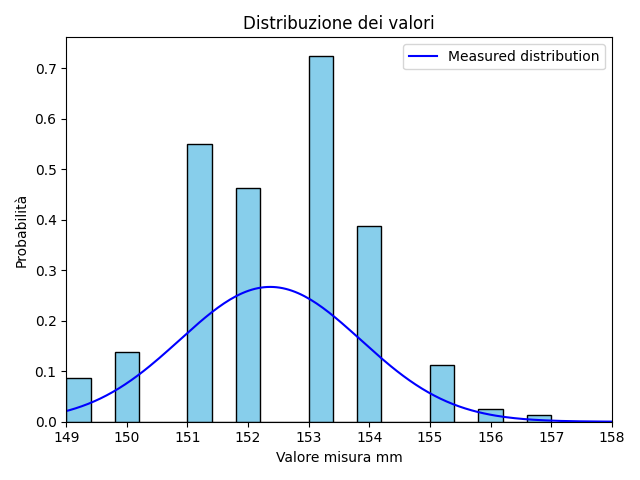 Distribuzione dei valori
Measured distribution
Probabilità
0.7
0.6
0.5
0.4
0.3
0.2
0.1
0.0
149 150 151 152 153 154 155 156 157 158
Valore misura mm